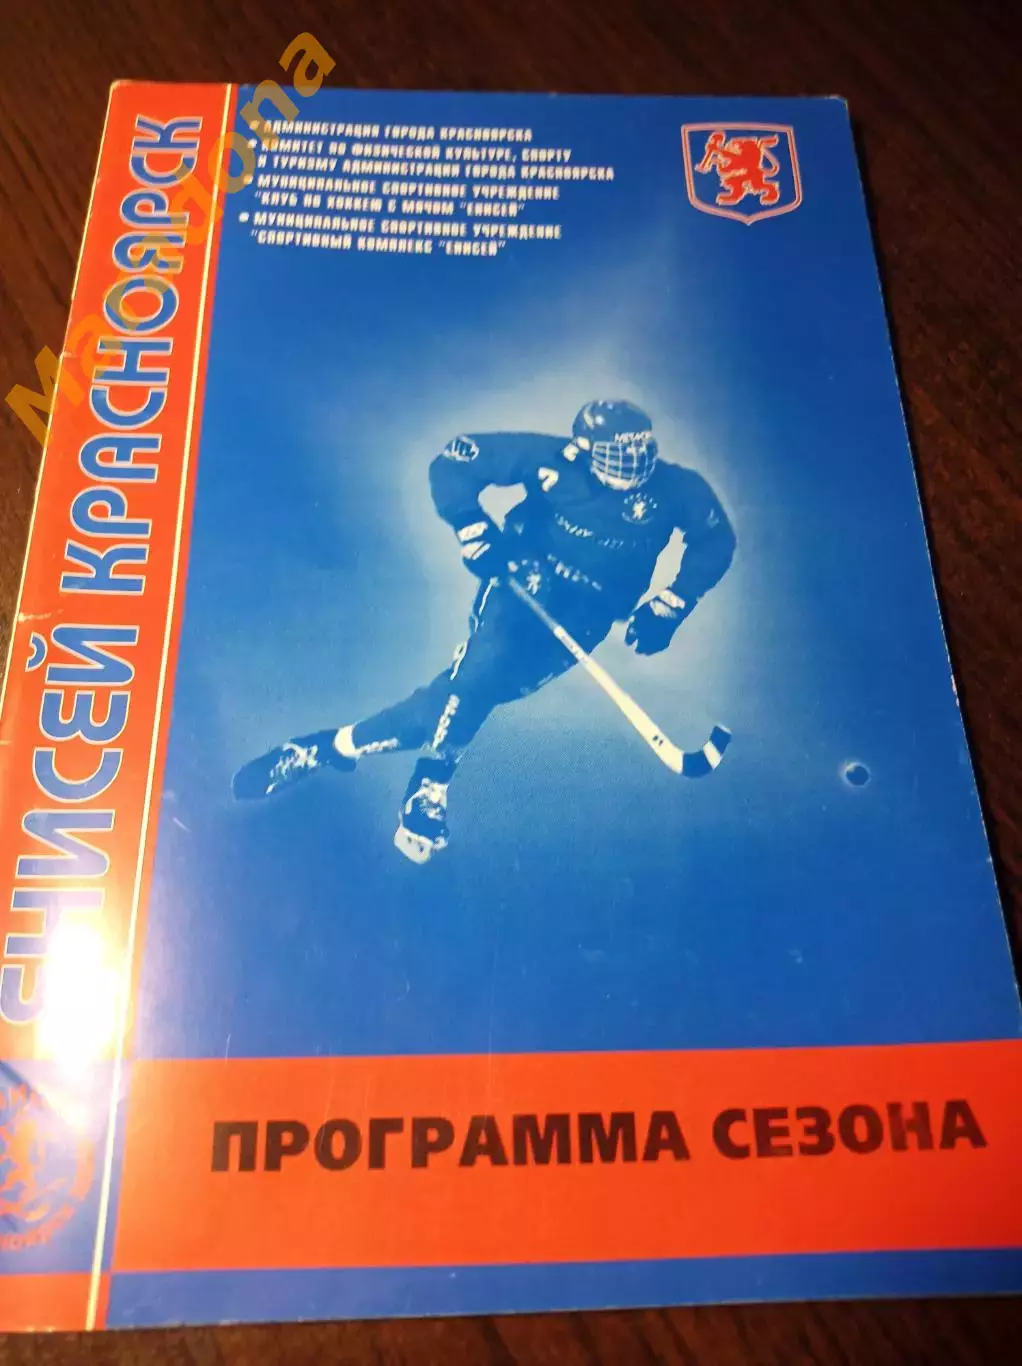 ● АДМИНИСТРАЦИЯ ГОРОДА КРАСНОЯРСКА
● КОМИТЕТ ПО ФИЗИЧЕСКОЙ КУЛЬТУРЕ, СПОРТУ
И ТУРИЗМУ АДМИНИСТРАЦИИ ГОРОДА КРАСНОЯРСКА
● МУНИЦИПАЛЬНОЕ СПОРТИВНОЕ УЧРЕЖДЕНИЕ
"КЛУБ ПО ХОККЕЮ С МЯЧОМ "ЕНИСЕЙ"
● МУНИЦИПАЛЬНОЕ СПОРТИВНОЕ УЧРЕЖДЕНИЕ
"СПОРТИВНЫЙ КОМПЛЕКС "ЕНИСЕЙ"
ЕНИСЕЙ КРАСНОЯРСК
7
ПРОГРАММА СЕЗОНА